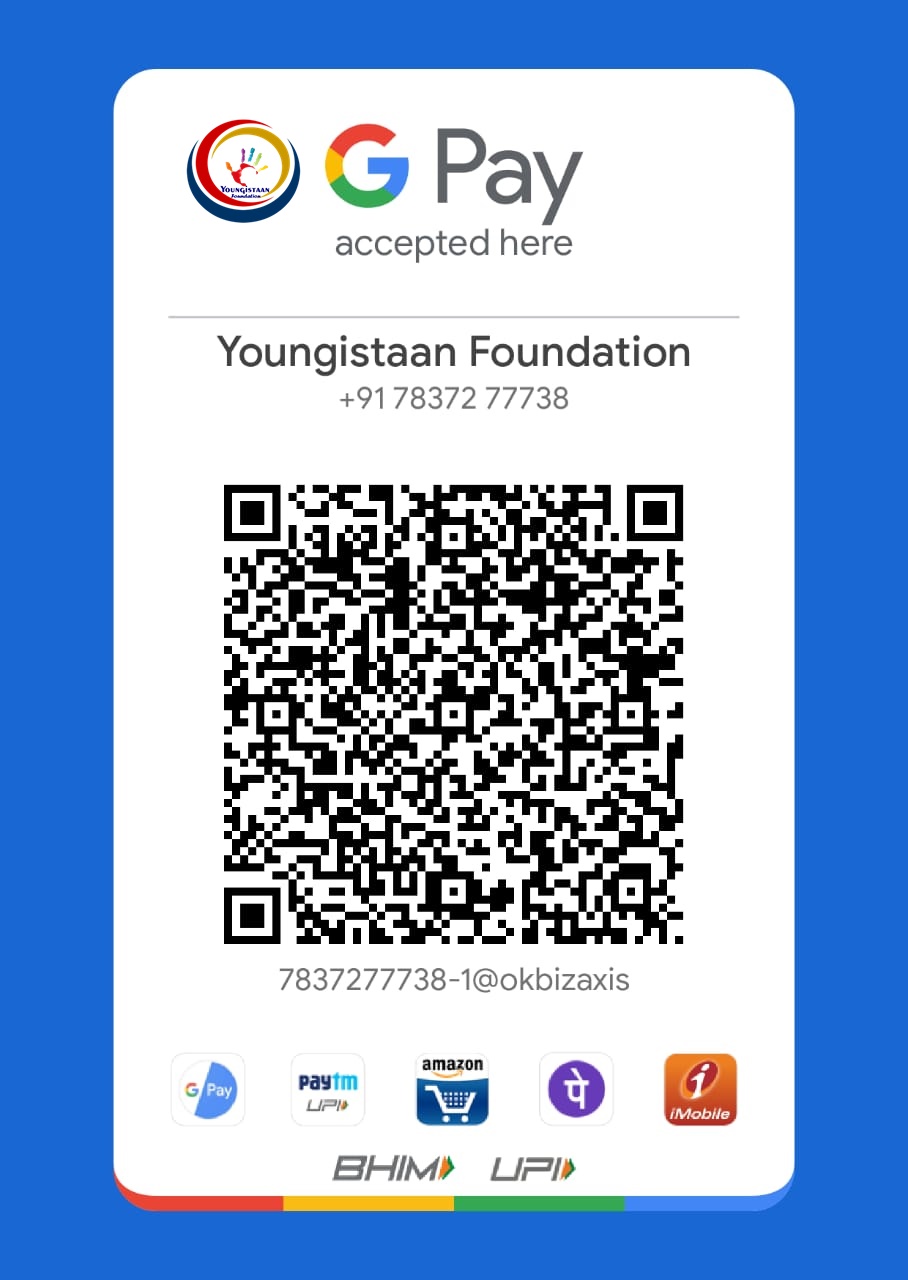 YOUNGISTAAN
Foundation
G Pay
accepted here
Youngistaan Foundation
+91 78372 77738
7837277738-1@okbizaxis
G Pay
paytm
UPI
amazon
पे
iMobile
BHIM
UPI